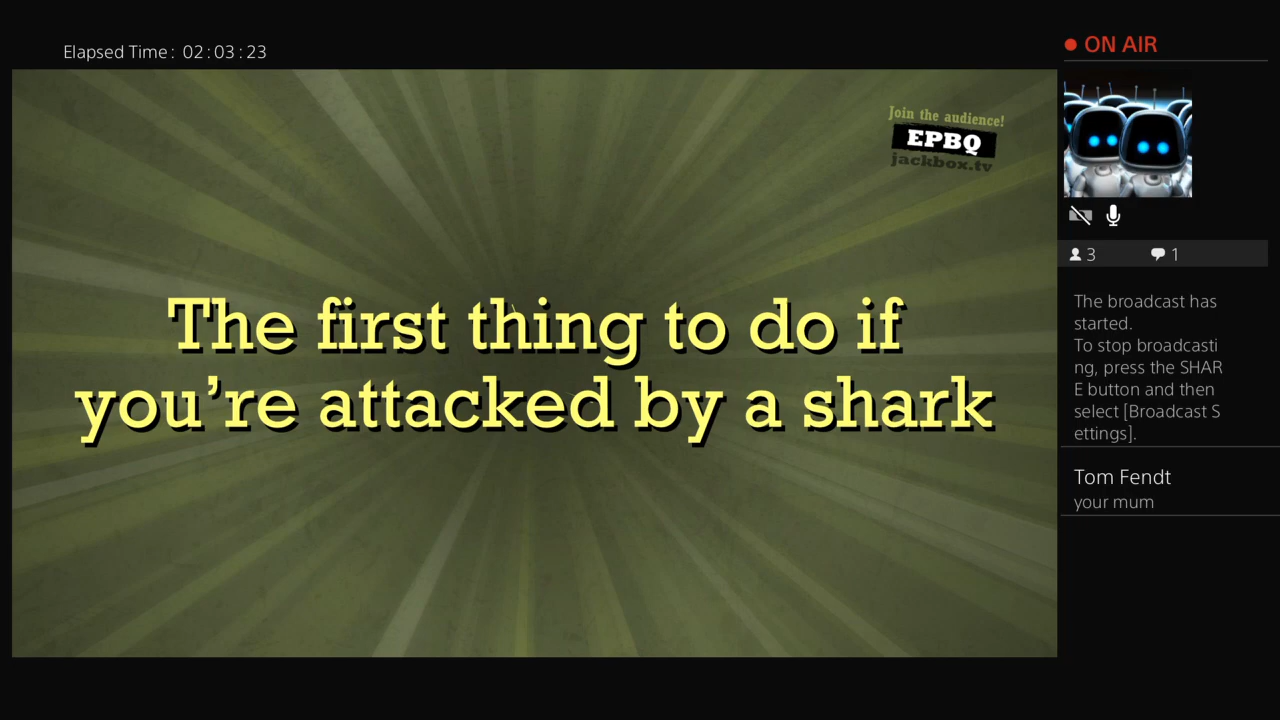 Elapsed Time: 02:03:23
ON AIR
Join the audience!
EPBQ
jackbox.tv
The first thing to do if
you're attacked by a shark
3 1
The broadcast has
started.
To stop broadcasti
ng, press the SHAR
E button and then
select [Broadcast S
ettings].
Tom Fendt
your mum